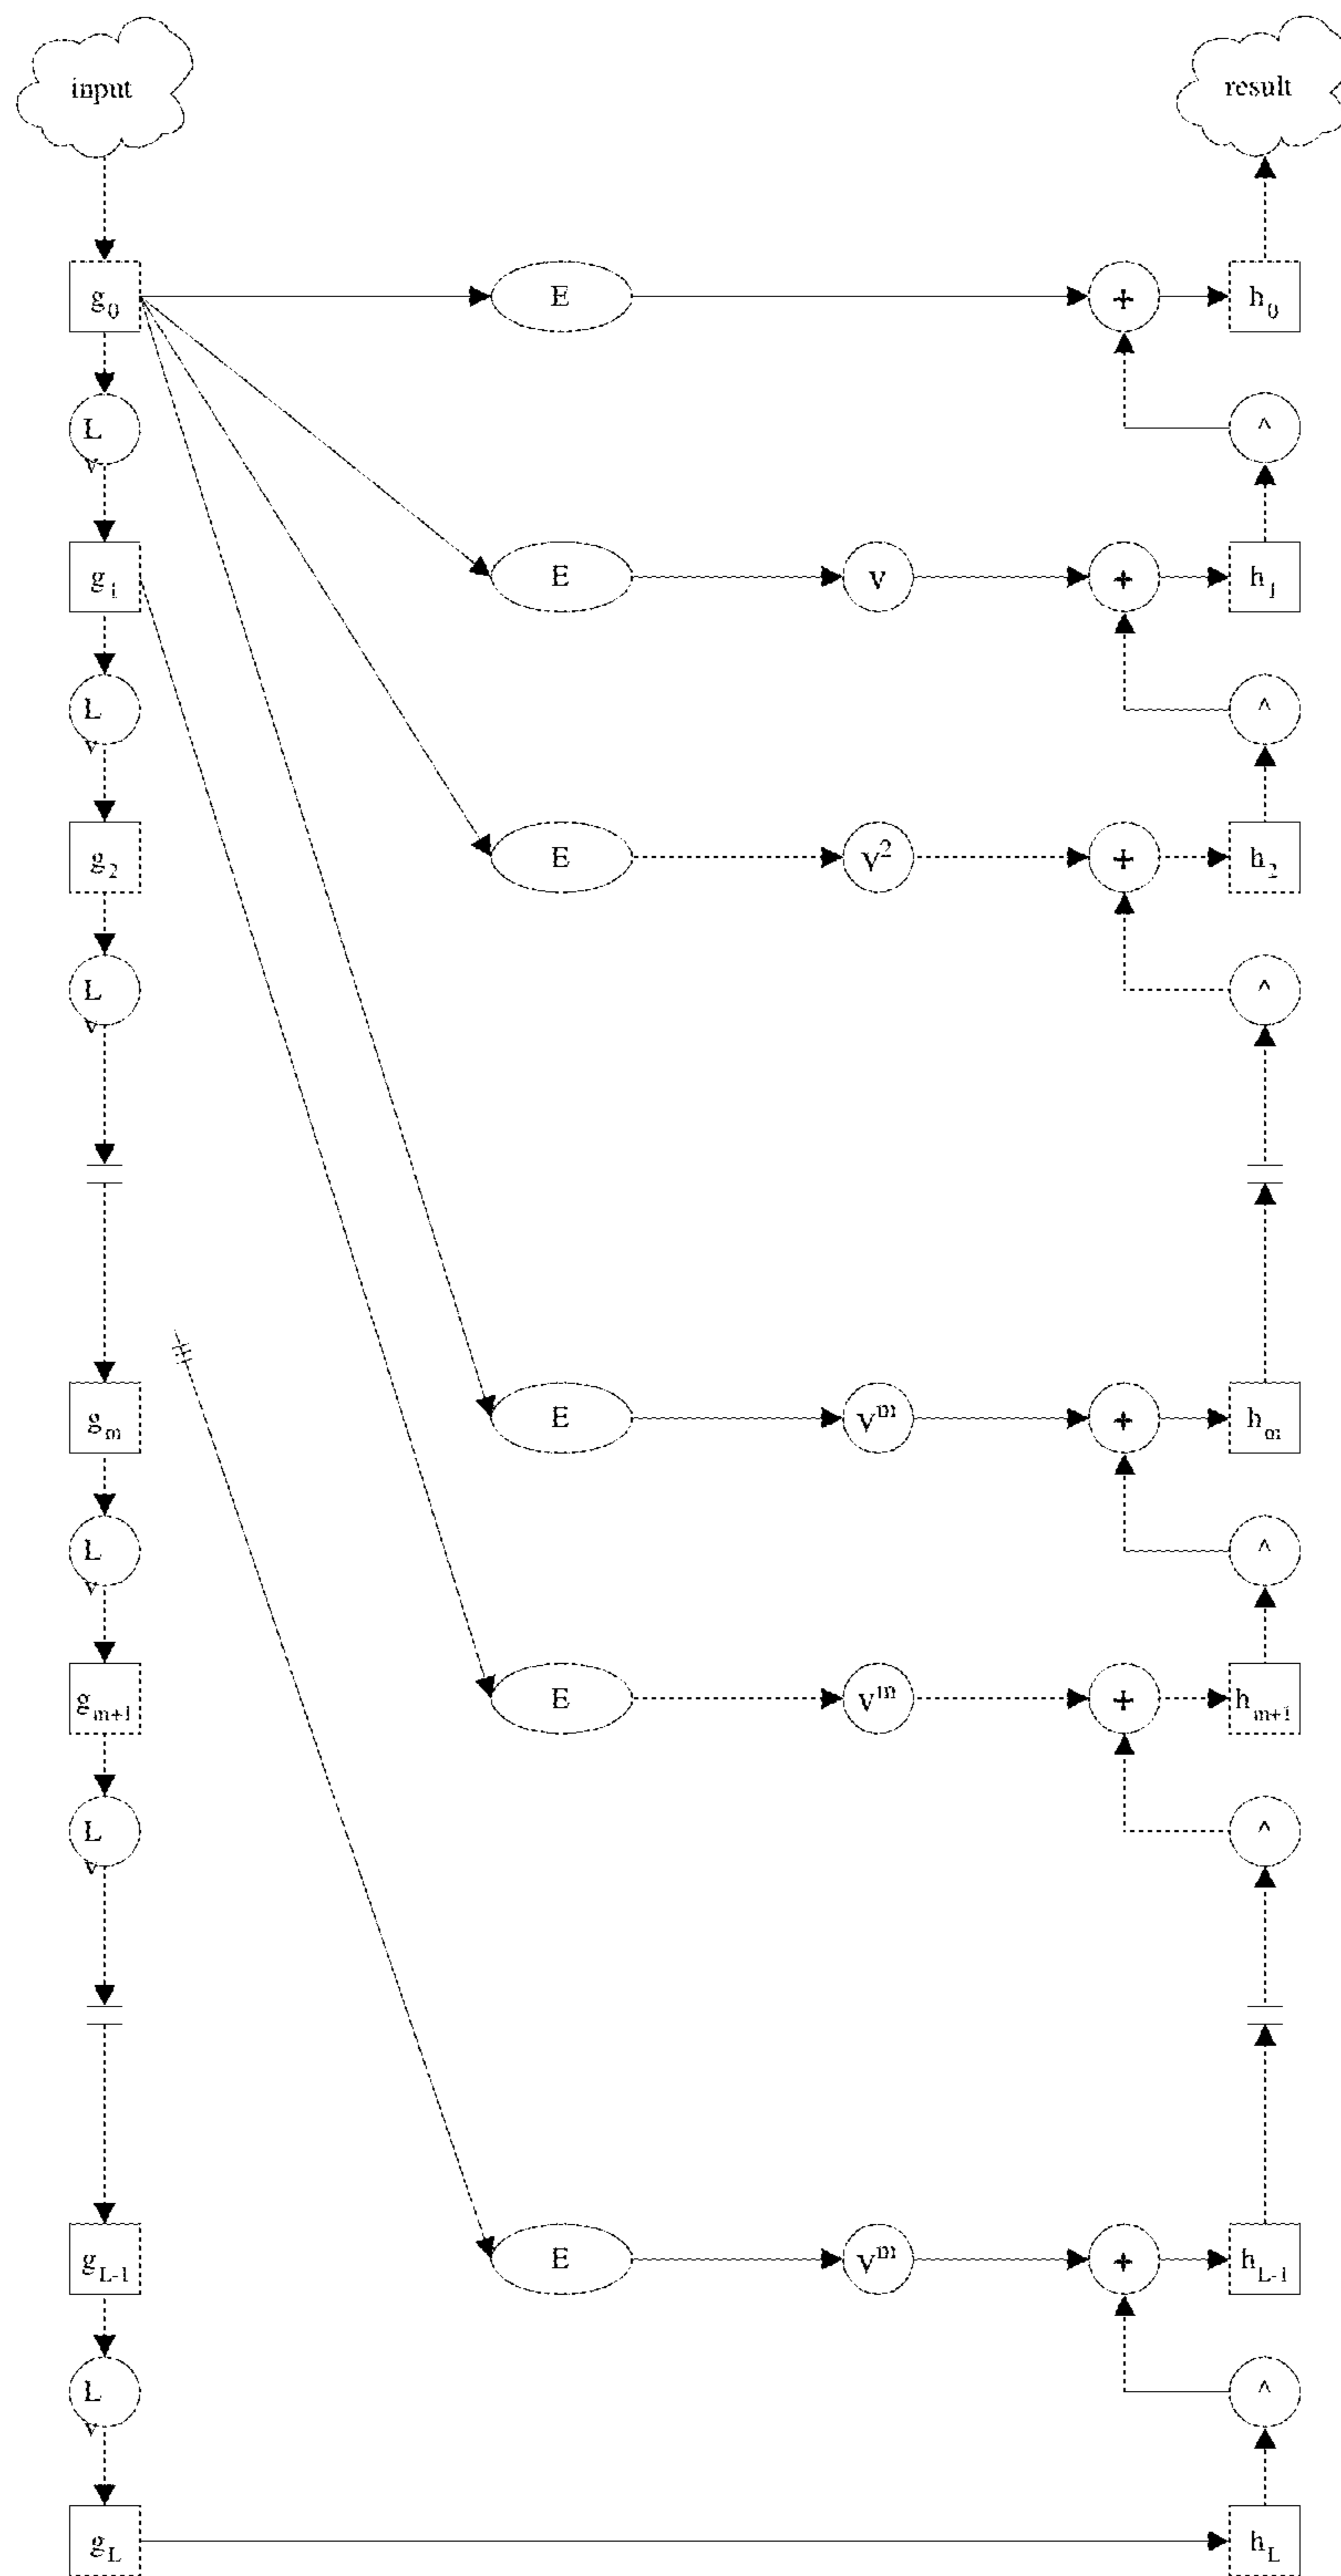 input
result
g0
E
+
h0
L
v
^
g1
E
v
+
h1
L
v
^
g2
E
v2
+
h2
L
v
^
gm
E
vm
+
hm
L
v
^
gm+1
E
vm
+
hm+1
L
v
^
gL-1
E
vm
+
hL-1
L
v
^
gL
hL